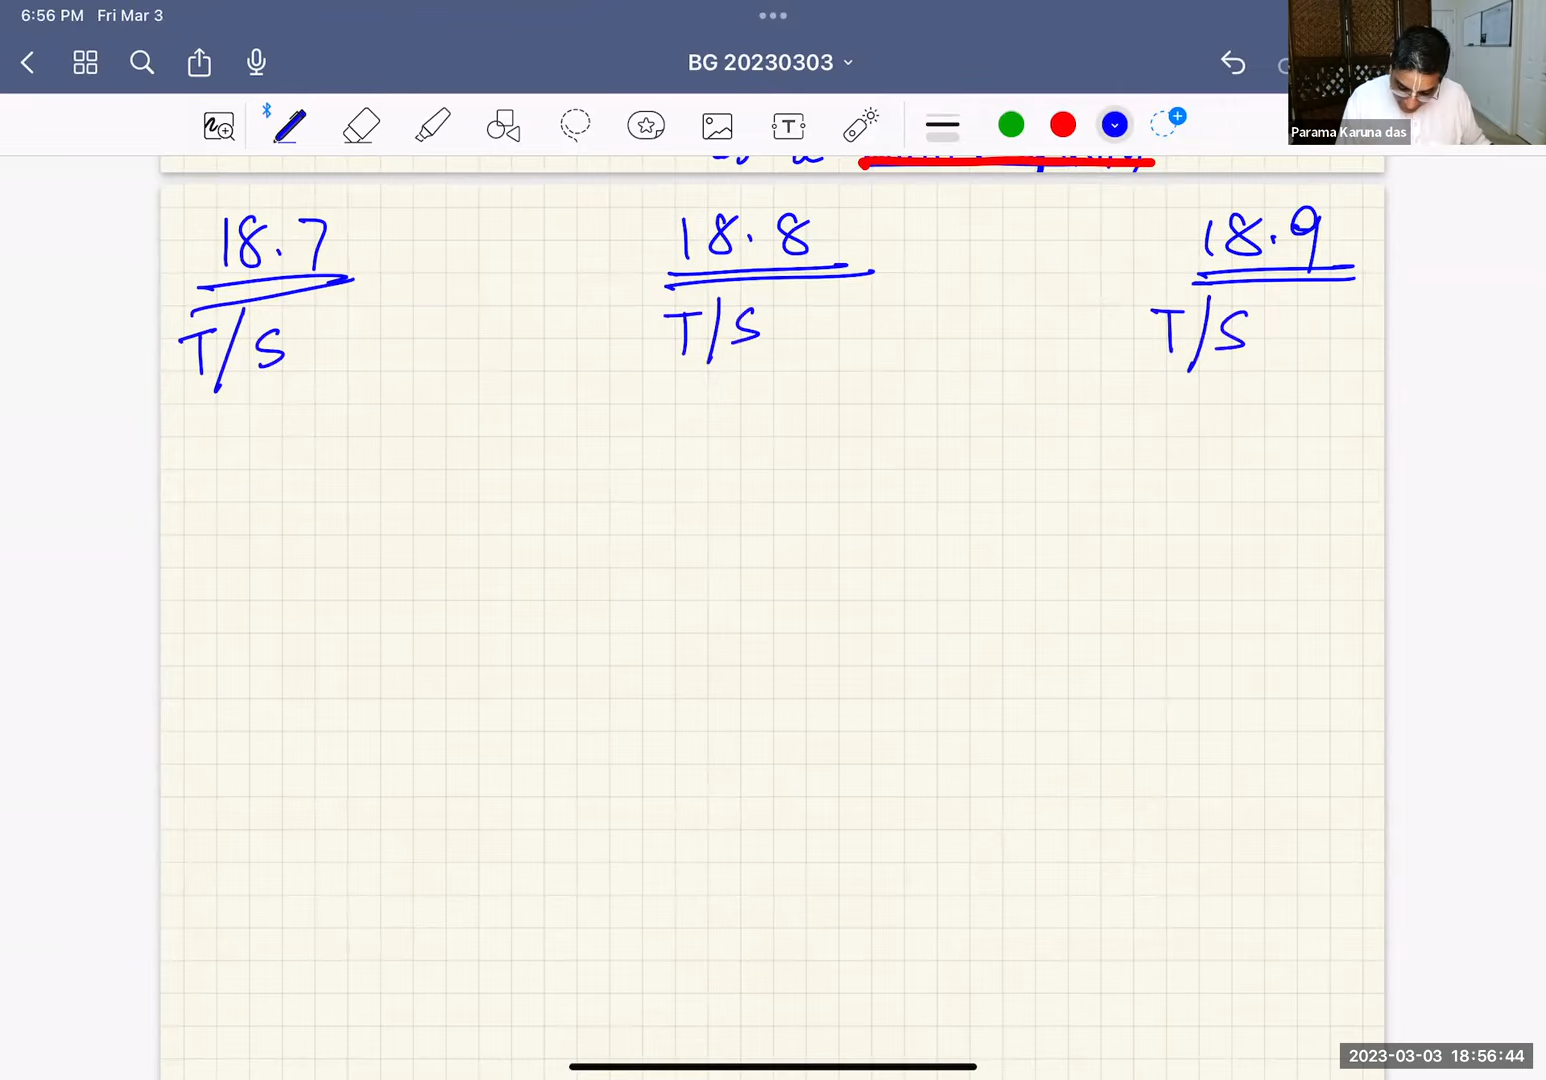 6:56 PM Fri Mar 3
BG 20230303
T
Parama Karuna das
18.7 18.8 18.9
T/S T/S T/S
2023-03-03 18:56:44